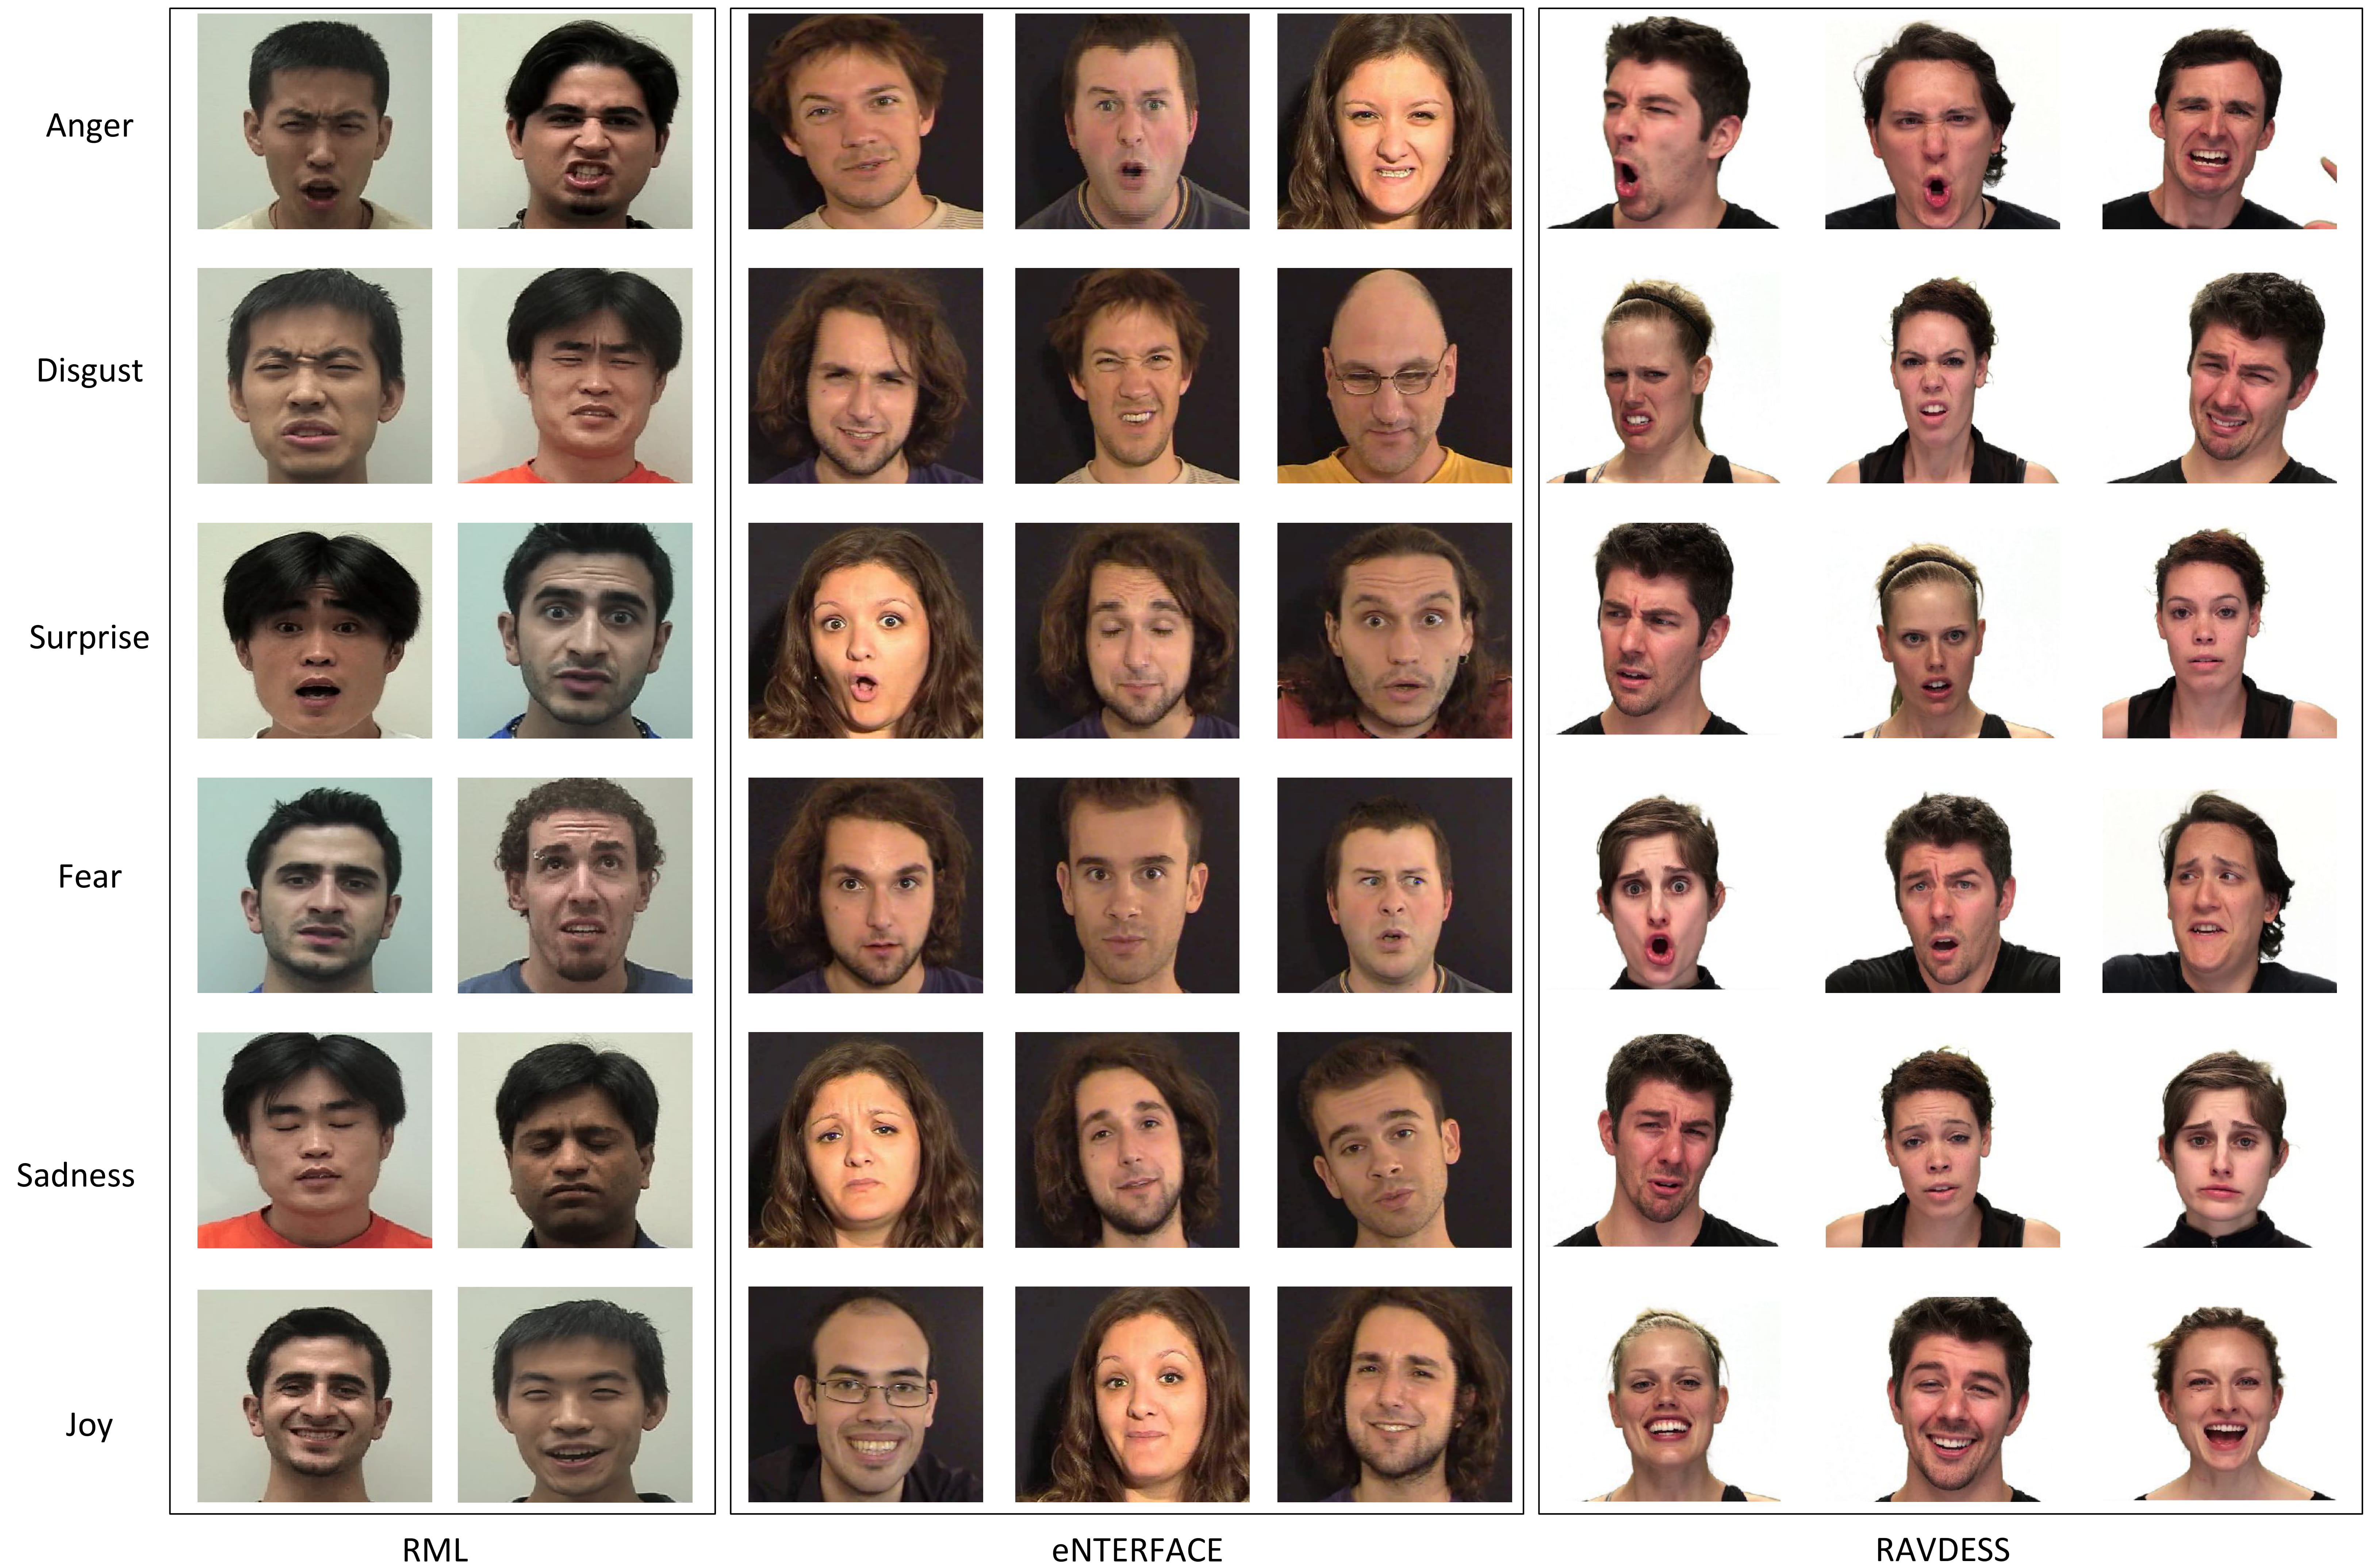 Anger
Disgust
Surprise
Fear
Sadness
Joy
RML
eNTERFACE
RAVDESS